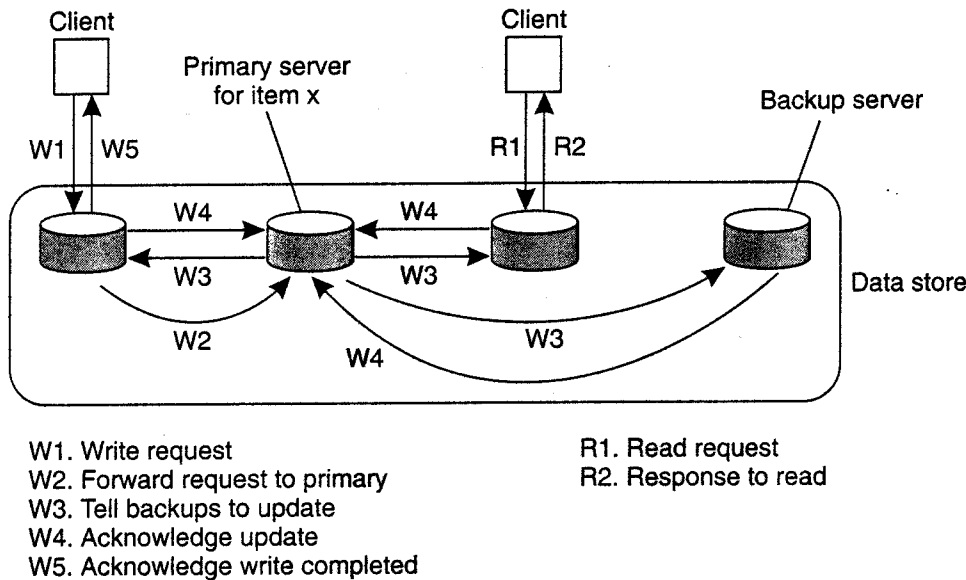 Client
Client
Primary server
for item x
Backup server
W1
W5
R1
R2
W4
W4
W3
W3
Data store
W2
W4
W3
W1. Write request
W2. Forward request to primary
W3. Tell backups to update
W4. Acknowledge update
W5. Acknowledge write completed
R1. Read request
R2. Response to read